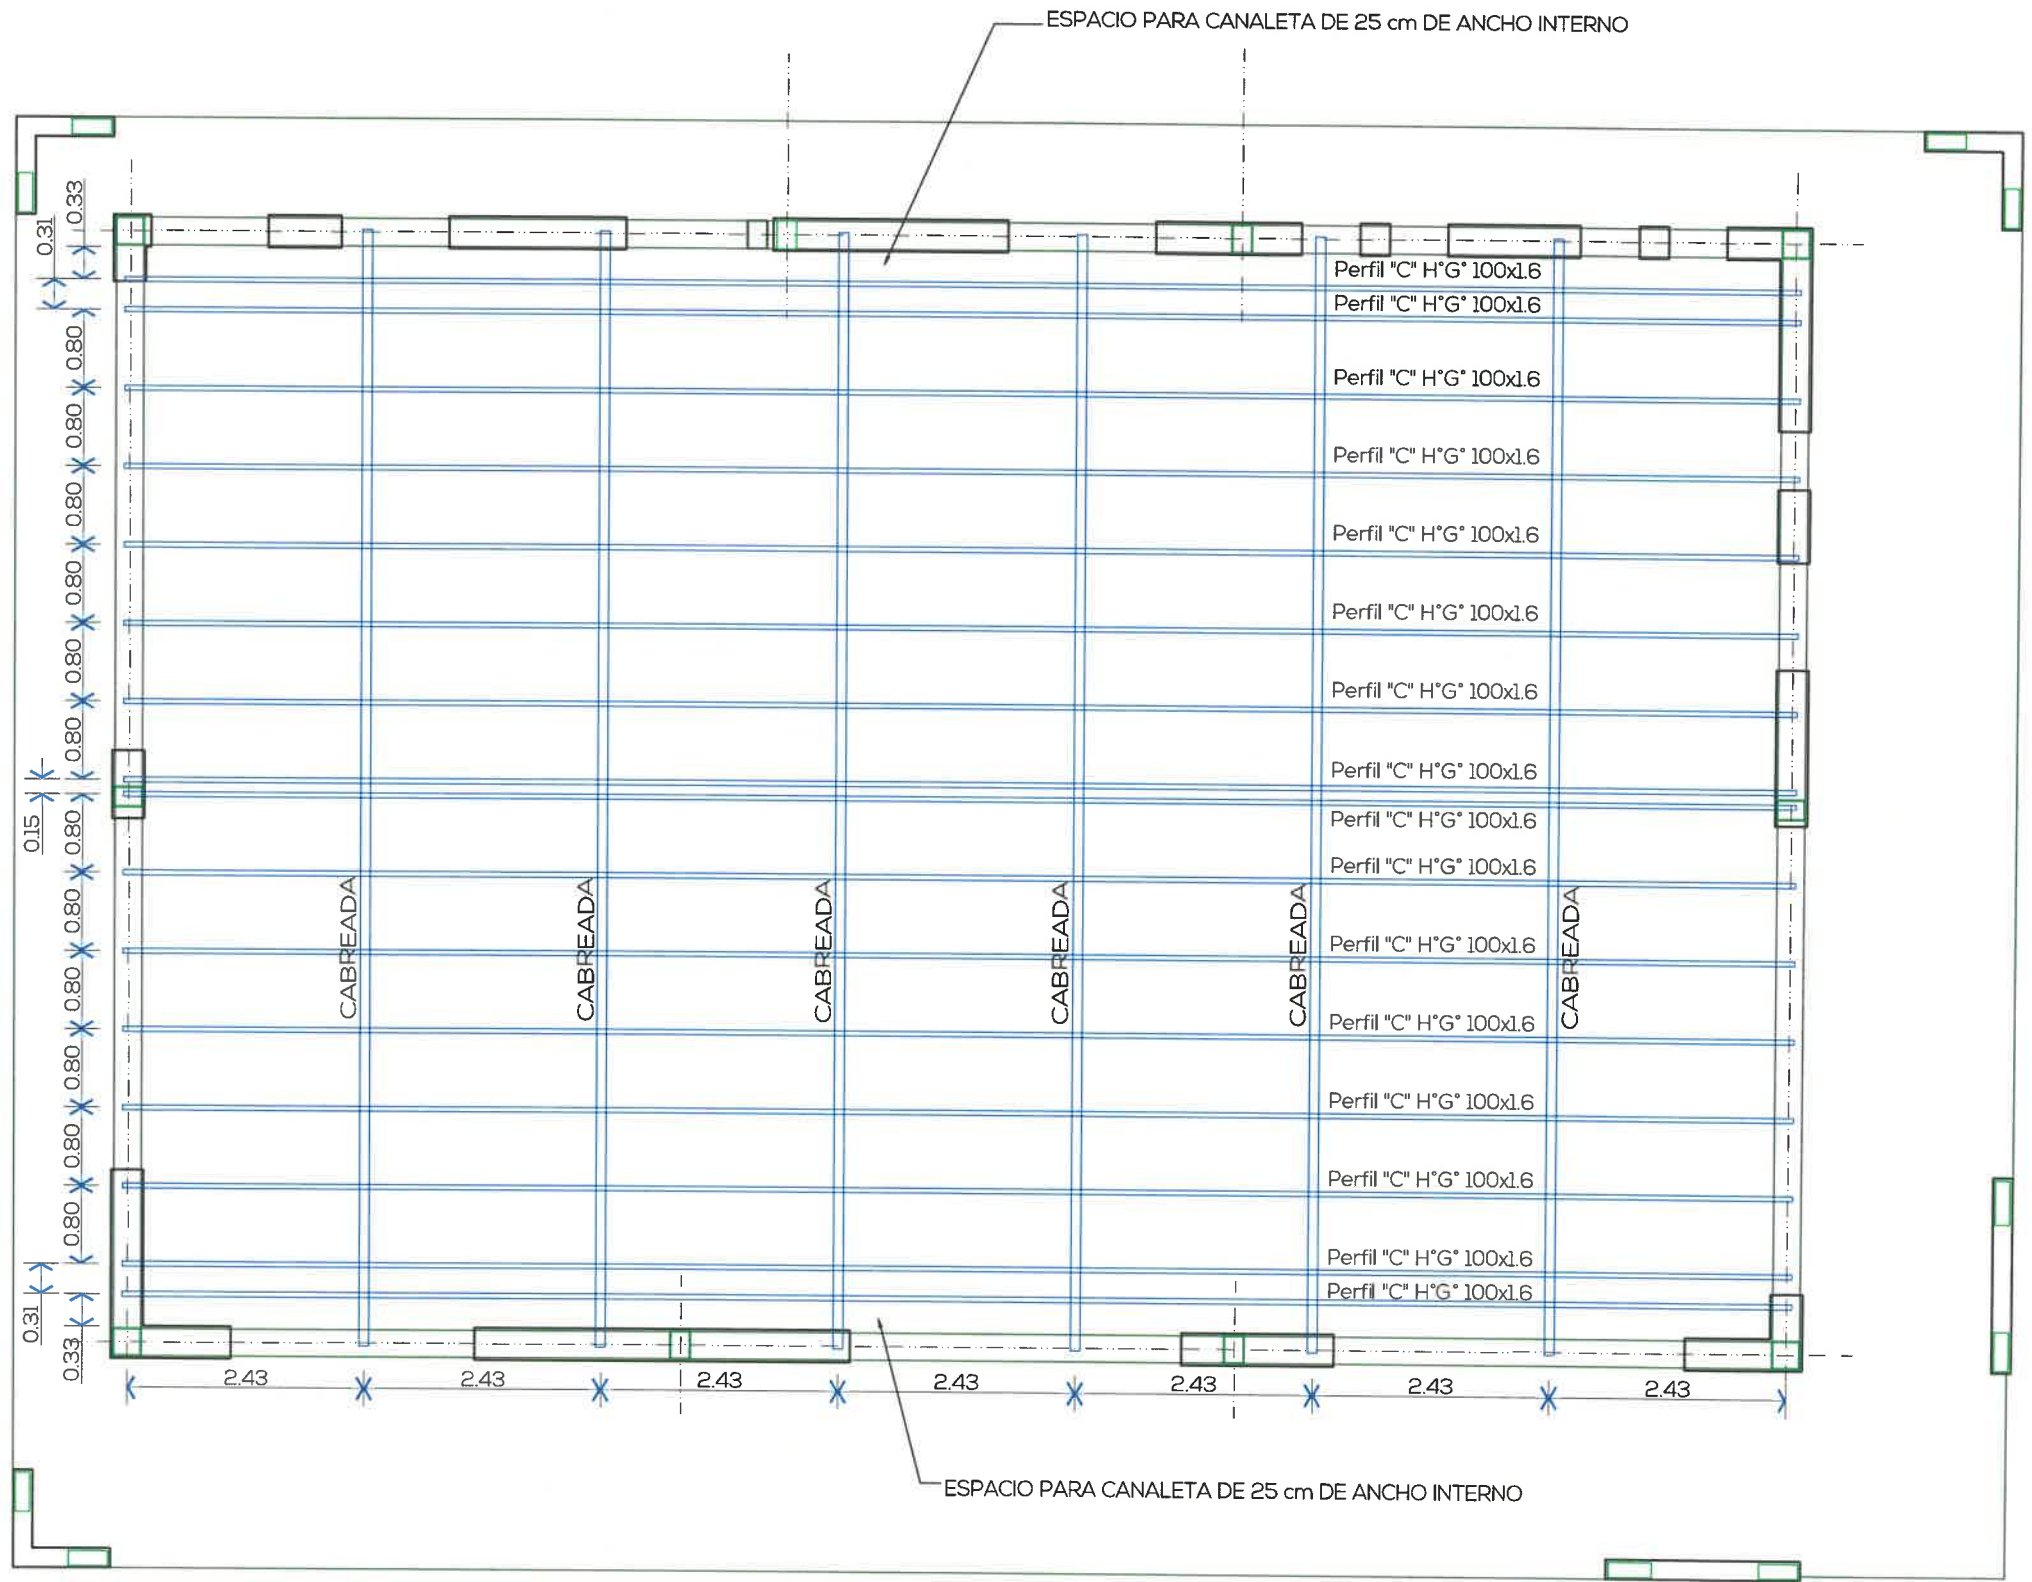 ESPACIO PARA CANALETA DE 25 cm DE ANCHO INTERNO
0.33
0.31
Perfil "C" H°G° 100x1.6
Perfil "C" H°G° 100x1.6
0.80
Perfil "C" H°G° 100x1.6
0.80
Perfil "C" H°G° 100x1.6
0.80
Perfil "C" H°G° 100x1.6
0.80
Perfil "C" H°G° 100x1.6
0.80
Perfil "C" H°G° 100x1.6
0.80
Perfil "C" H°G° 100x1.6
0.15
0.80
Perfil "C" H°G° 100x1.6
Perfil "C" H°G° 100x1.6
0.80
CABREADA
CABREADA
CABREADA
CABREADA
CABREADA
CABREADA
Perfil "C" H°G° 100x1.6
0.80
Perfil "C" H°G° 100x1.6
0.80
Perfil "C" H°G° 100x1.6
0.80
Perfil "C" H°G° 100x1.6
0.80
Perfil "C" H°G° 100x1.6
Perfil "C" H°G° 100x1.6
0.31
0.33
2.43
2.43
2.43
2.43
2.43
2.43
2.43
ESPACIO PARA CANALETA DE 25 cm DE ANCHO INTERNO